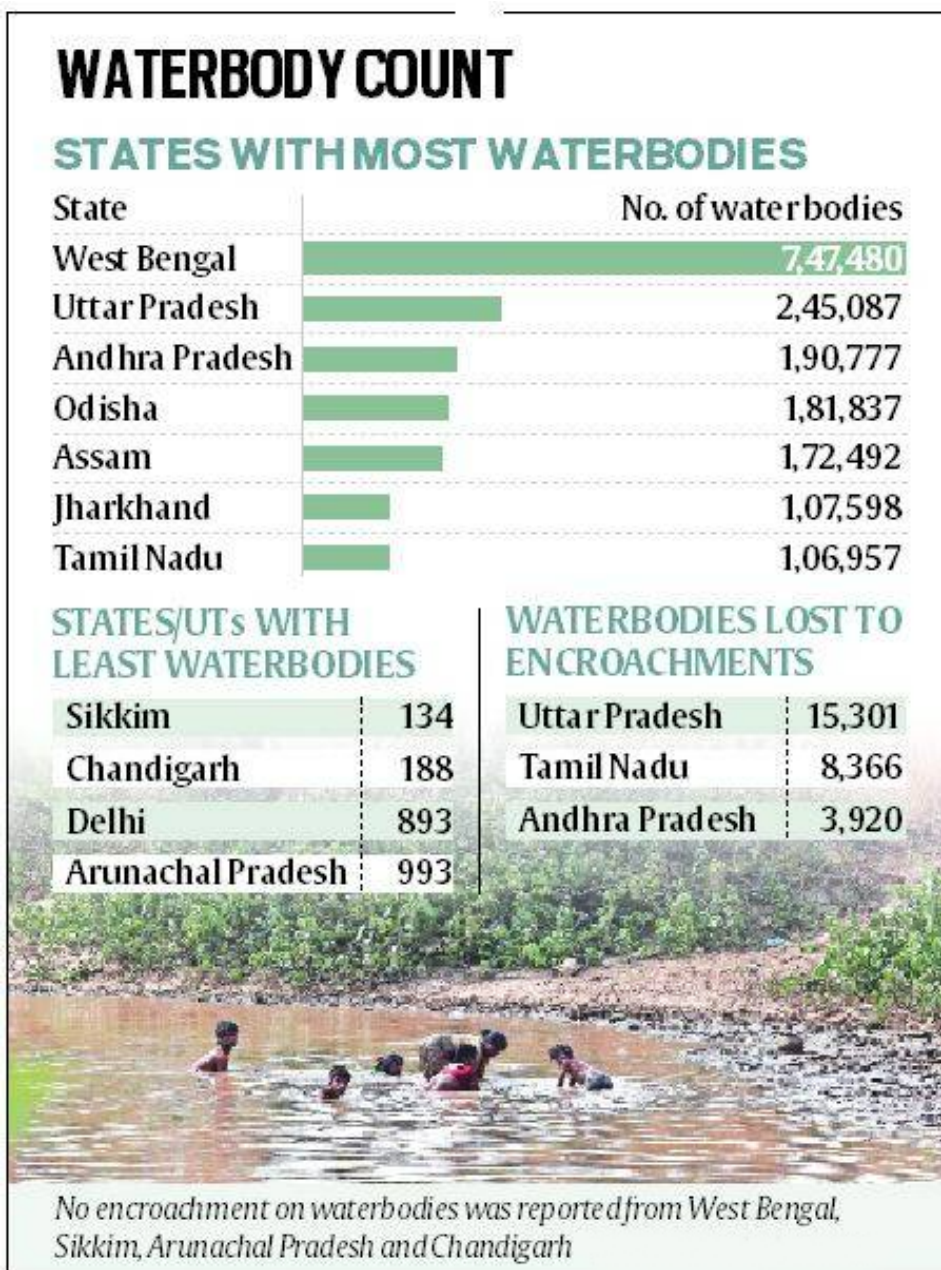 WATERBODY COUNT
STATES WITH MOST WATERBODIES
State No. of waterbodies
West Bengal 7,47,480
Uttar Pradesh 2,45,087
Andhra Pradesh 1,90,777
Odisha 1,81,837
Assam 1,72,492
Jharkhand 1,07,598
Tamil Nadu 1,06,957
STATES/UTs WITH
LEAST WATERBODIES
Sikkim 134
Chandigarh 188
Delhi 893
Arunachal Pradesh 993
WATERBODIES LOST TO
ENCROACHMENTS
Uttar Pradesh 15,301
Tamil Nadu 8,366
Andhra Pradesh 3,920
No encroachment on waterbodies was reported from West Bengal,
Sikkim, Arunachal Pradesh and Chandigarh